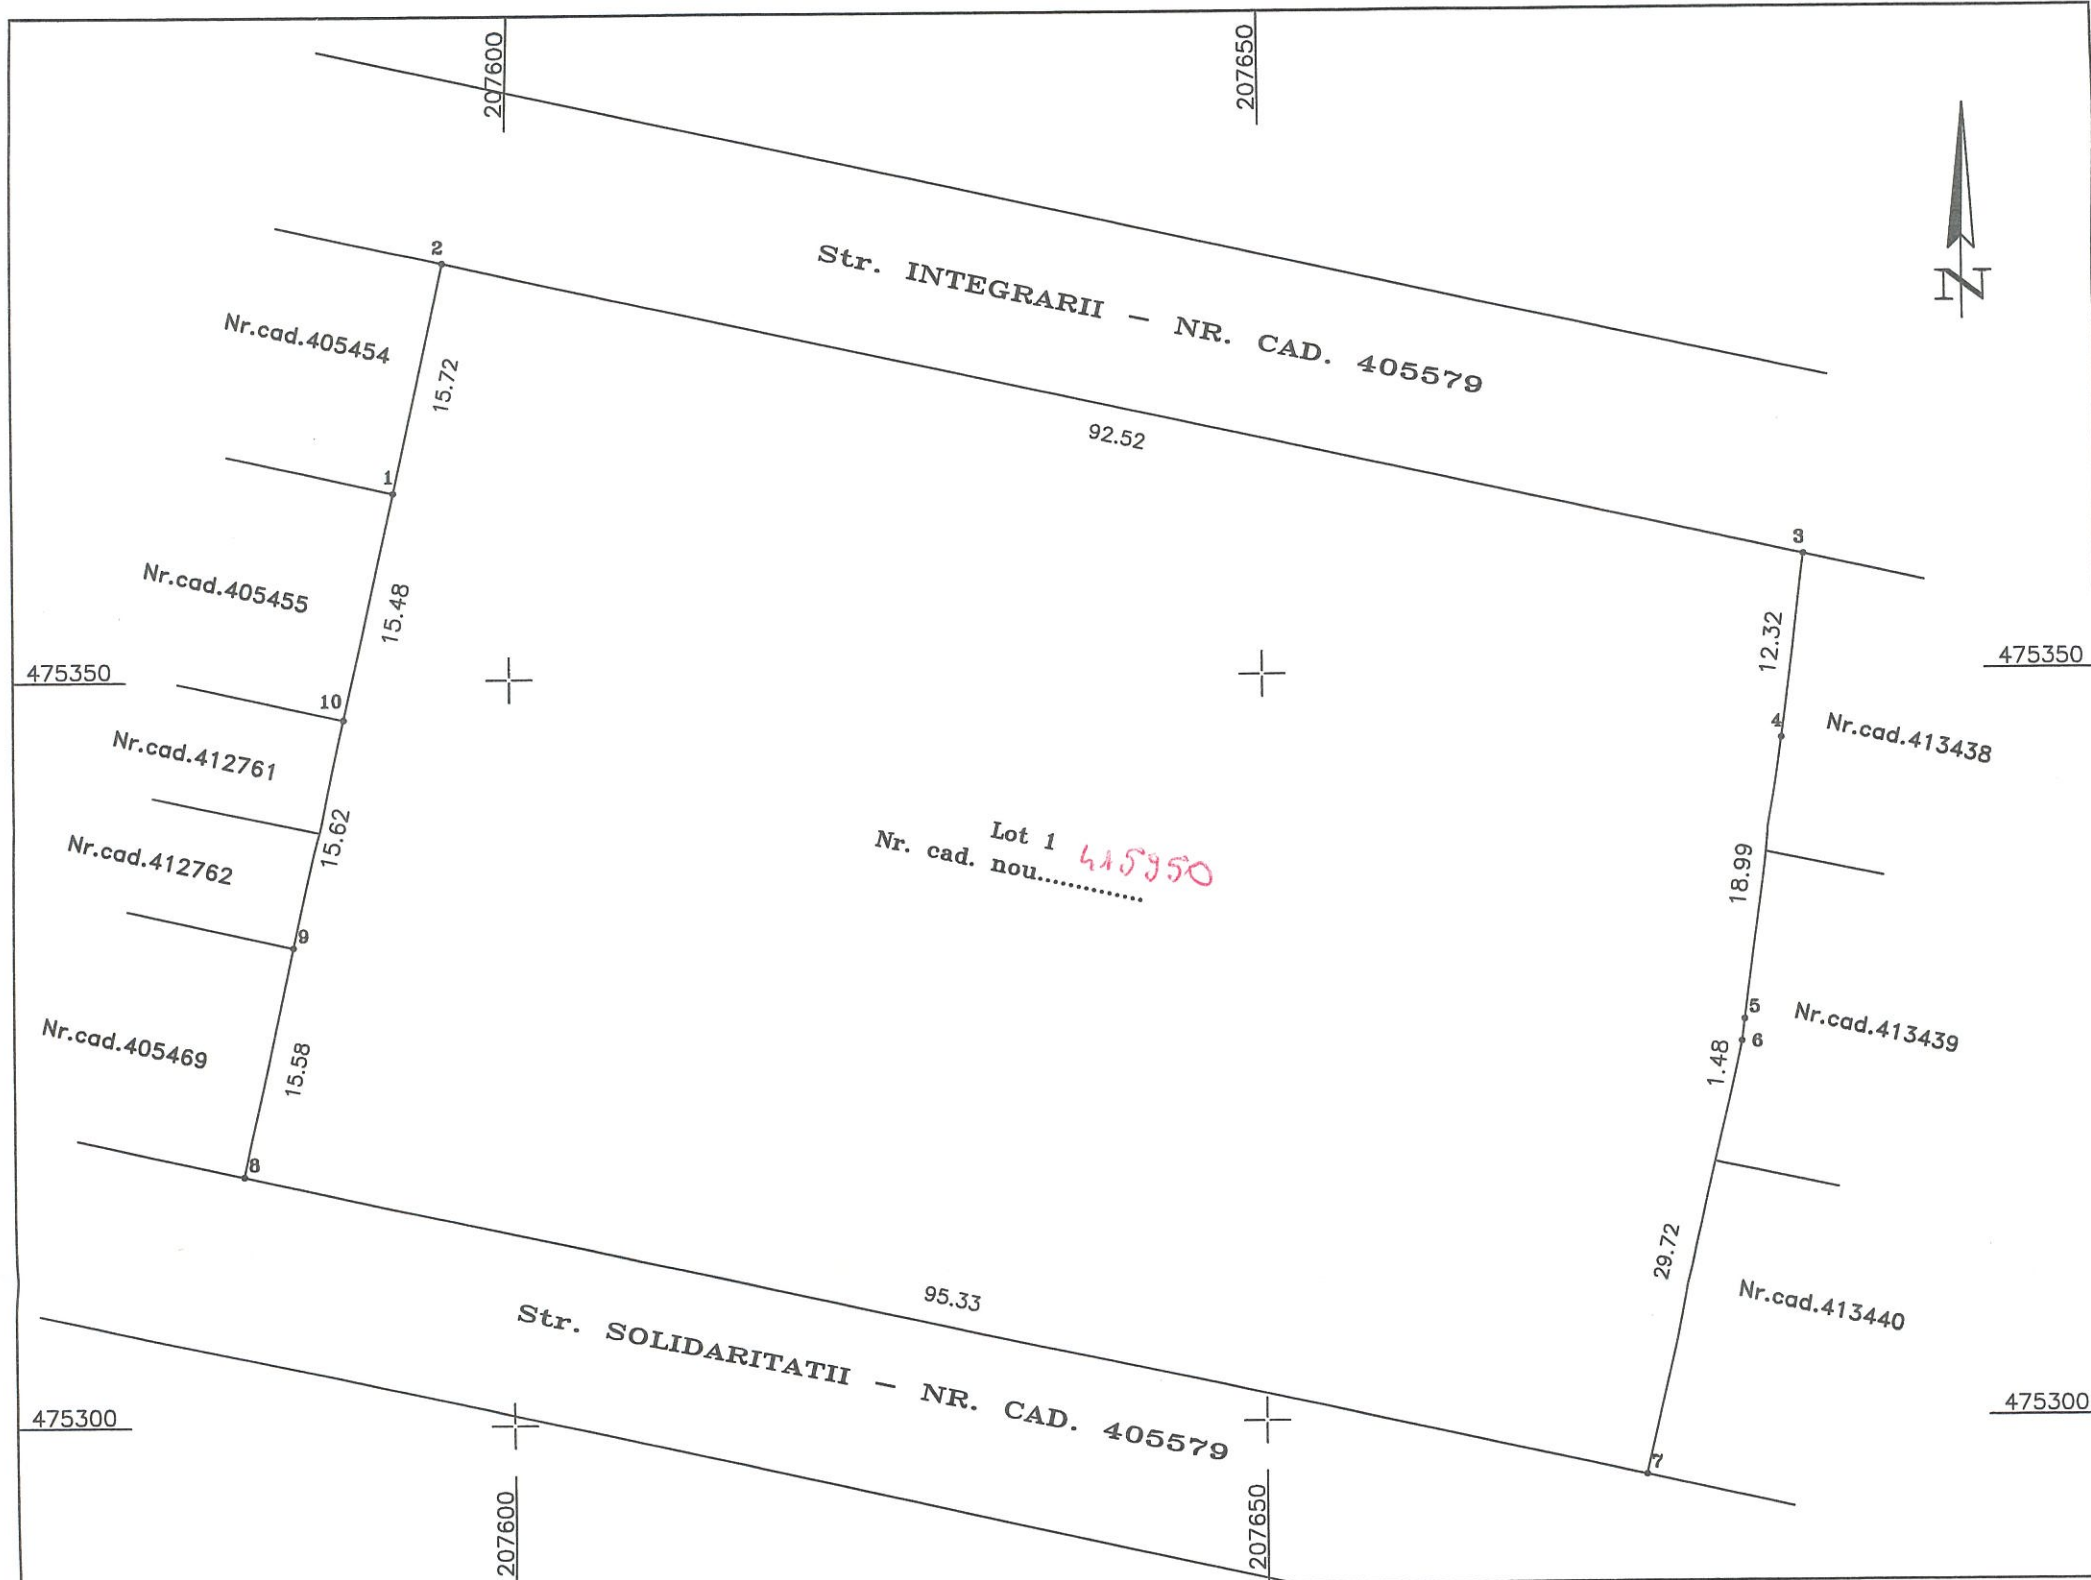 207600
207650
2
Str. INTEGRARII - NR. CAD. 405579
N
Nr.cad.405454
15.72
92.52
1
3
Nr.cad.405455
15.48
12.32
475350
475350
10
4
Nr.cad.413438
Nr.cad.412761
15.62
Lot 1
Nr. cad. nou.............. 415950
18.99
Nr.cad.412762
9
5
Nr.cad.413439
6
1.48
Nr.cad.405469
15.58
8
29.72
95.33
Nr.cad.413440
Str. SOLIDARITATII - NR. CAD. 405579
475300
475300
7
207600
207650